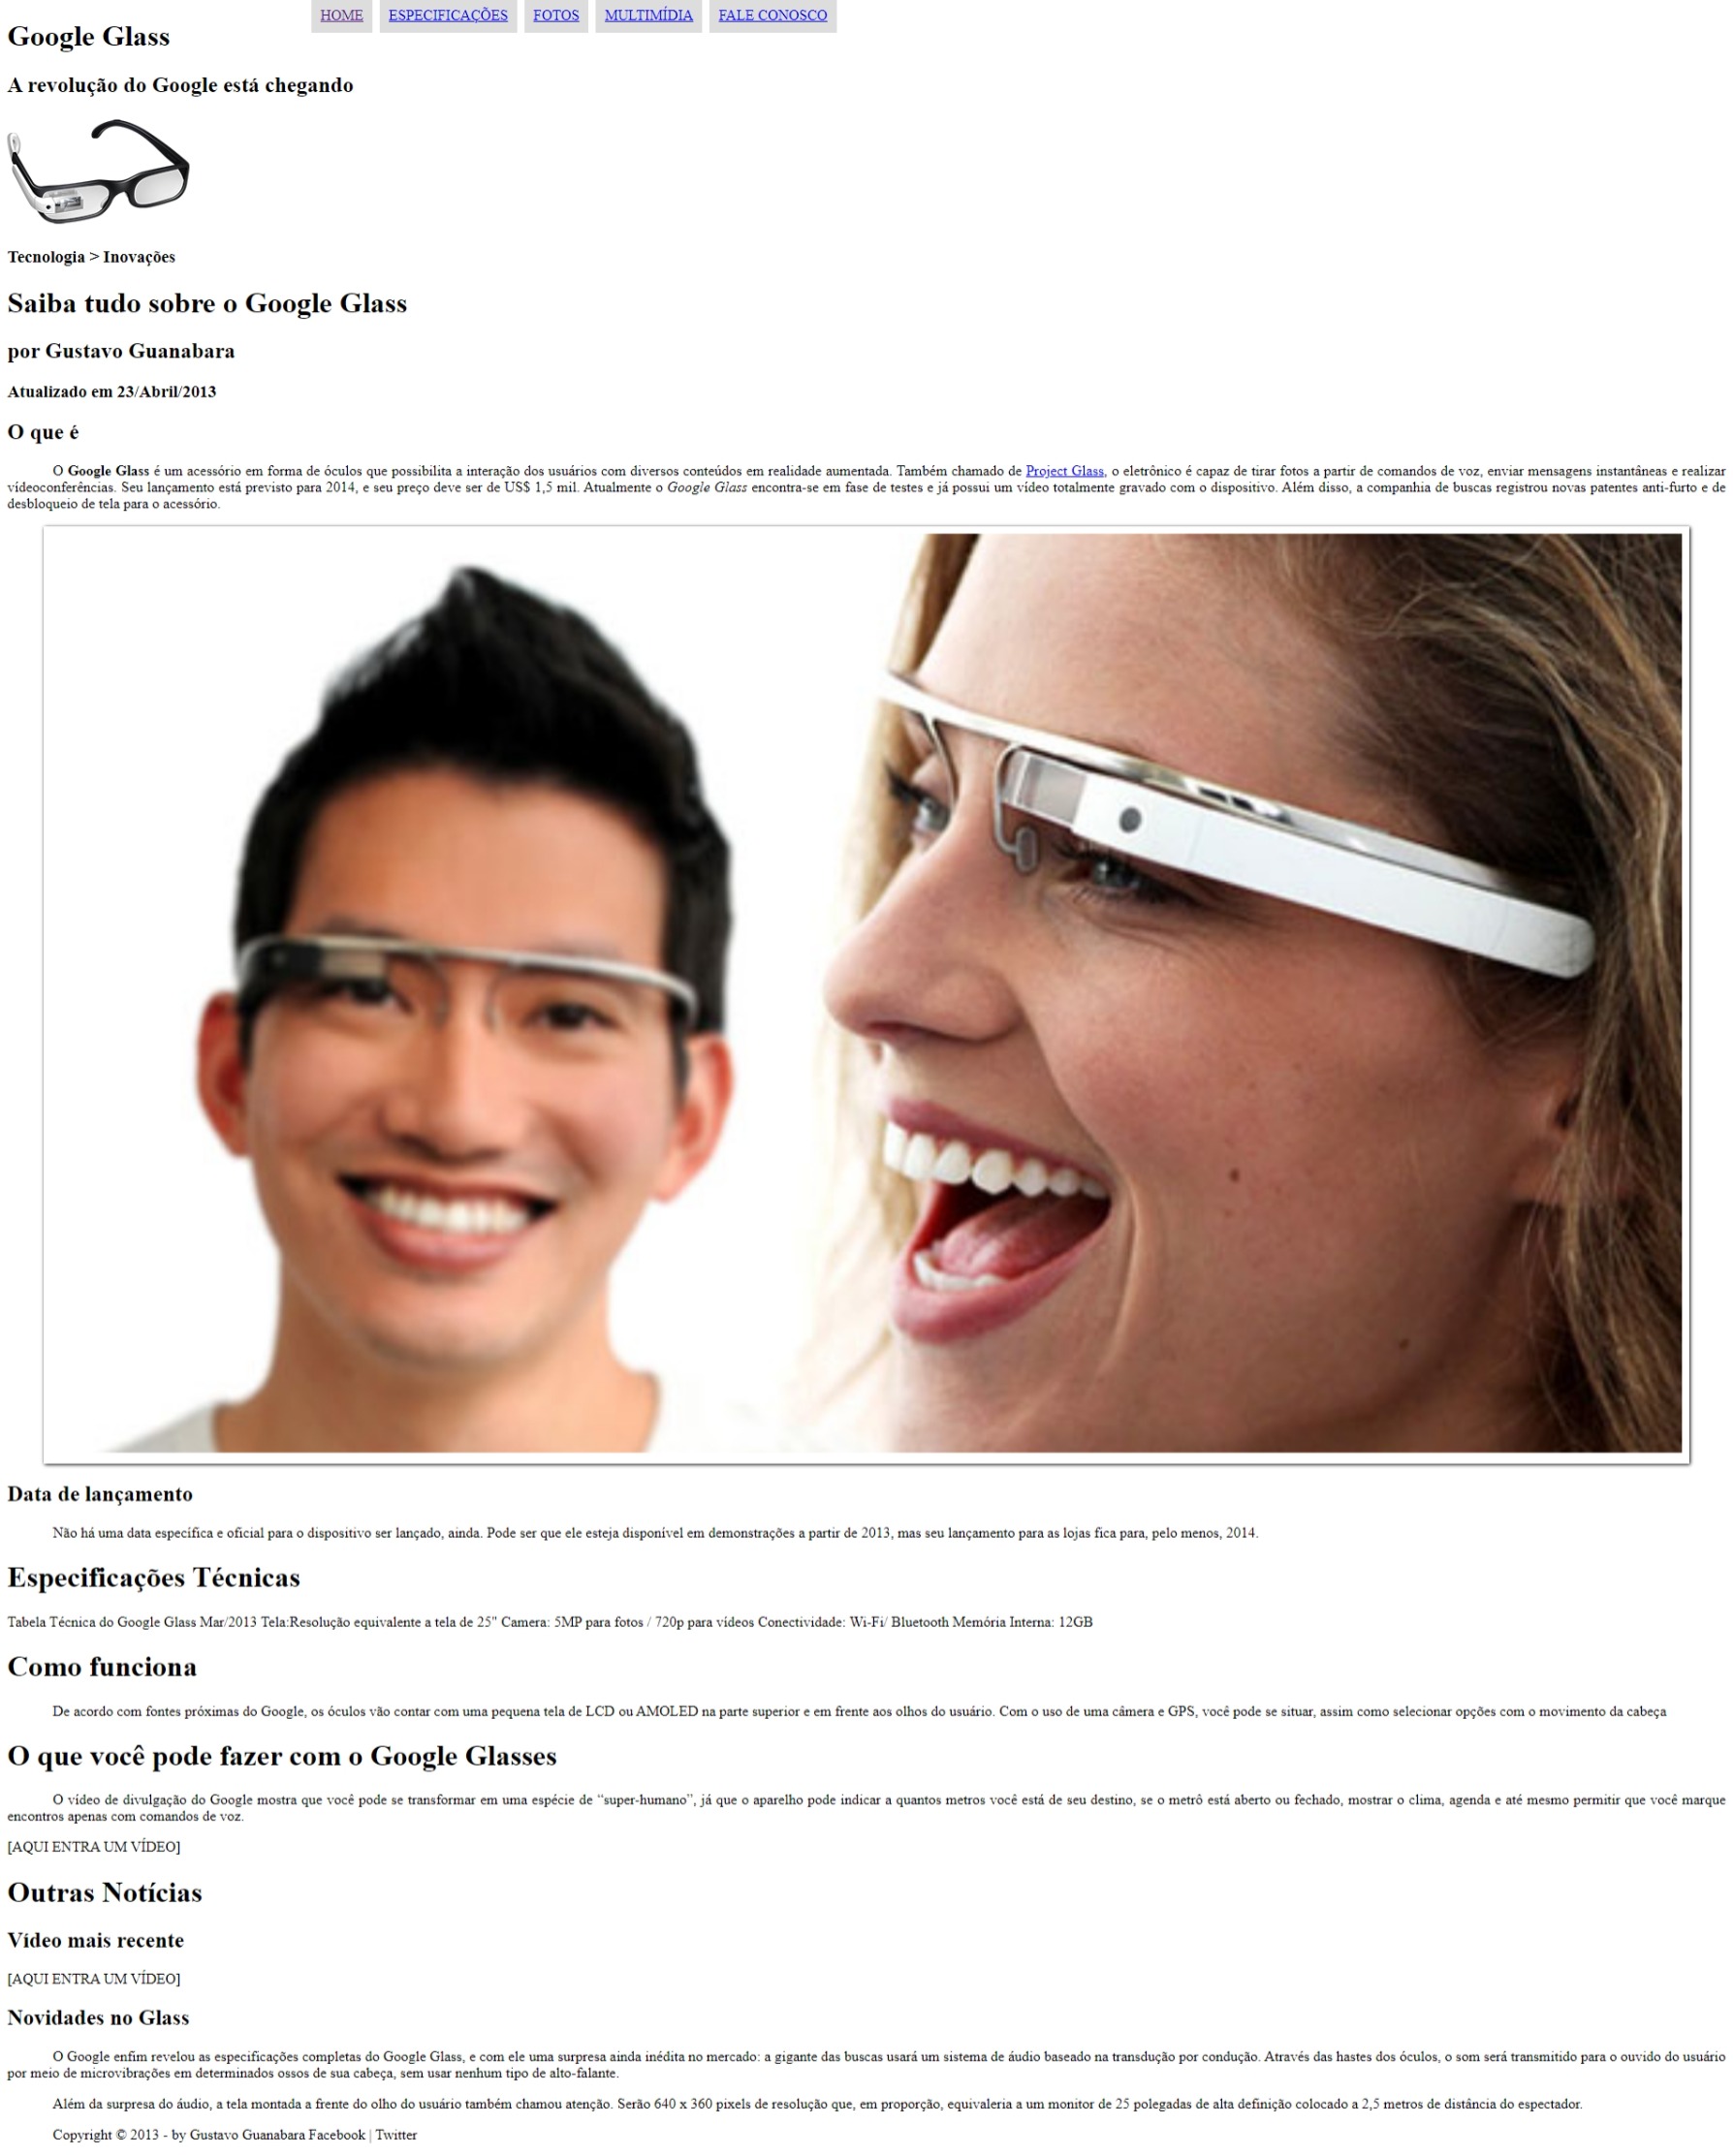 HOME ESPECIFICAÇÕES FOTOS MULTIMÍDIA FALE CONOSCO
Google Glass
A revolução do Google está chegando
Tecnologia > Inovações
Saiba tudo sobre o Google Glass
por Gustavo Guanabara
Atualizado em 23/Abril/2013
O que é
O Google Glass é um acessório em forma de óculos que possibilita a interação dos usuários com diversos conteúdos em realidade aumentada. Também chamado de Project Glass, o eletrônico é capaz de tirar fotos a partir de comandos de voz, enviar mensagens instantâneas e realizar
vídeoconferências. Seu lançamento está previsto para 2014, e seu preço deve ser de US$ 1,5 mil. Atualmente o Google Glass encontra-se em fase de testes e já possui um vídeo totalmente gravado com o dispositivo. Além disso, a companhia de buscas registrou novas patentes anti-furto e de
desbloqueio de tela para o acessório.
Data de lançamento
Não há uma data específica e oficial para o dispositivo ser lançado, ainda. Pode ser que ele esteja disponível em demonstrações a partir de 2013, mas seu lançamento para as lojas fica para, pelo menos, 2014.
Especificações Técnicas
Tabela Técnica do Google Glass Mar/2013 Tela:Resolução equivalente a tela de 25" Camera: 5MP para fotos / 720p para vídeos Conectividade: Wi-Fi/ Bluetooth Memória Interna: 12GB
Como funciona
De acordo com fontes próximas do Google, os óculos vão contar com uma pequena tela de LCD ou AMOLED na parte superior e em frente aos olhos do usuário. Com o uso de uma câmera e GPS, você pode se situar, assim como selecionar opções com o movimento da cabeça
O que você pode fazer com o Google Glasses
O vídeo de divulgação do Google mostra que você pode se transformar em uma espécie de “super-humano”, já que o aparelho pode indicar a quantos metros você está de seu destino, se o metrô está aberto ou fechado, mostrar o clima, agenda e até mesmo permitir que você marque
encontros apenas com comandos de voz.
[AQUI ENTRA UM VÍDEO]
Outras Notícias
Vídeo mais recente
[AQUI ENTRA UM VÍDEO]
Novidades no Glass
O Google enfim revelou as especificações completas do Google Glass, e com ele uma surpresa ainda inédita no mercado: a gigante das buscas usará um sistema de áudio baseado na transdução por condução. Através das hastes dos óculos, o som será transmitido para o ouvido do usuário
por meio de microvibrações em determinados ossos de sua cabeça, sem usar nenhum tipo de alto-falante.
Além da surpresa do áudio, a tela montada a frente do olho do usuário também chamou atenção. Serão 640 x 360 pixels de resolução que, em proporção, equivaleria a um monitor de 25 polegadas de alta definição colocado a 2,5 metros de distância do espectador.
Copyright © 2013 - by Gustavo Guanabara Facebook | Twitter